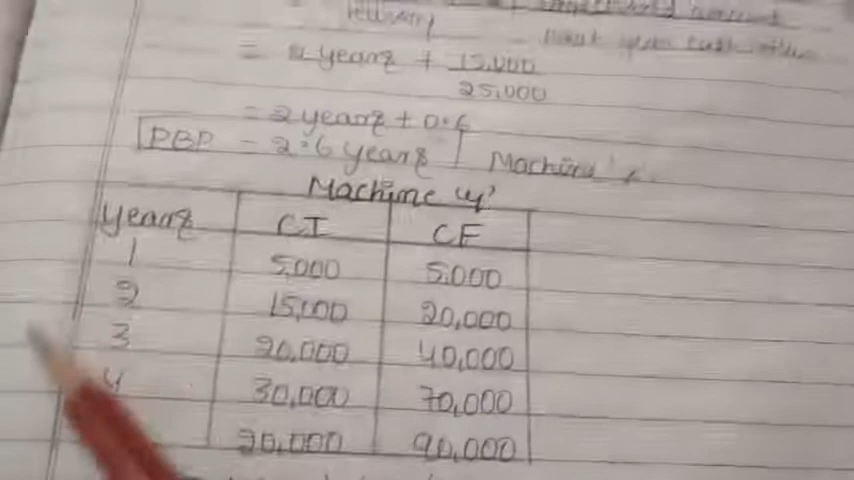 = 2 years + 15,000
25,000
= 2 years + 0.6
PBP = 2.6 years Machine
Machine 'y'
years CI CF
1 5,000 5,000
2 15,000 20,000
3 20,000 40,000
4 30,000 70,000
20,000 90,000